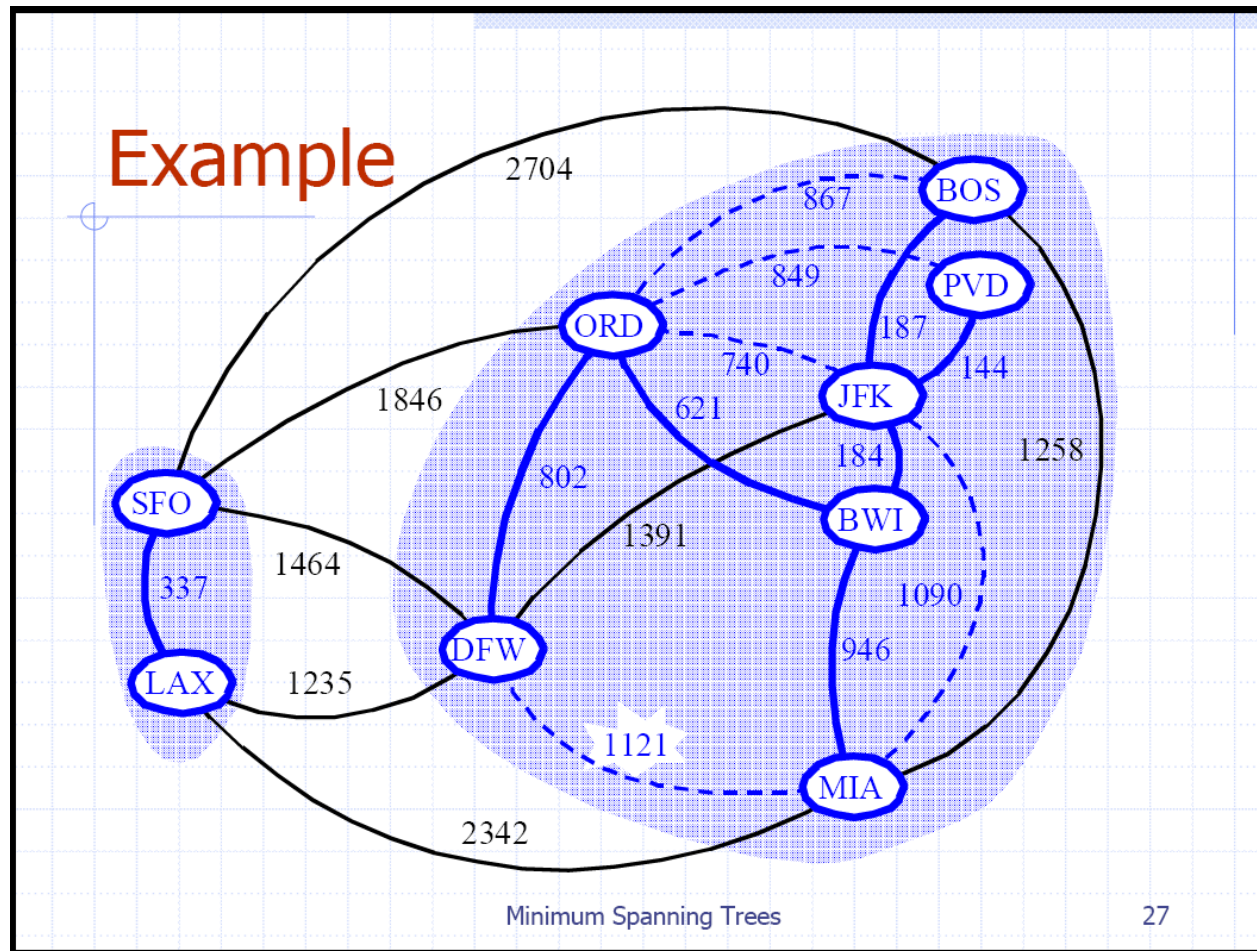 Example
2704
867
BOS
849
PVD
ORD
187
740
144
1846
JFK
621
184
1258
802
SFO
BWI
1391
1464
337
1090
DFW
946
LAX
1235
1121
MIA
2342
Minimum Spanning Trees 27